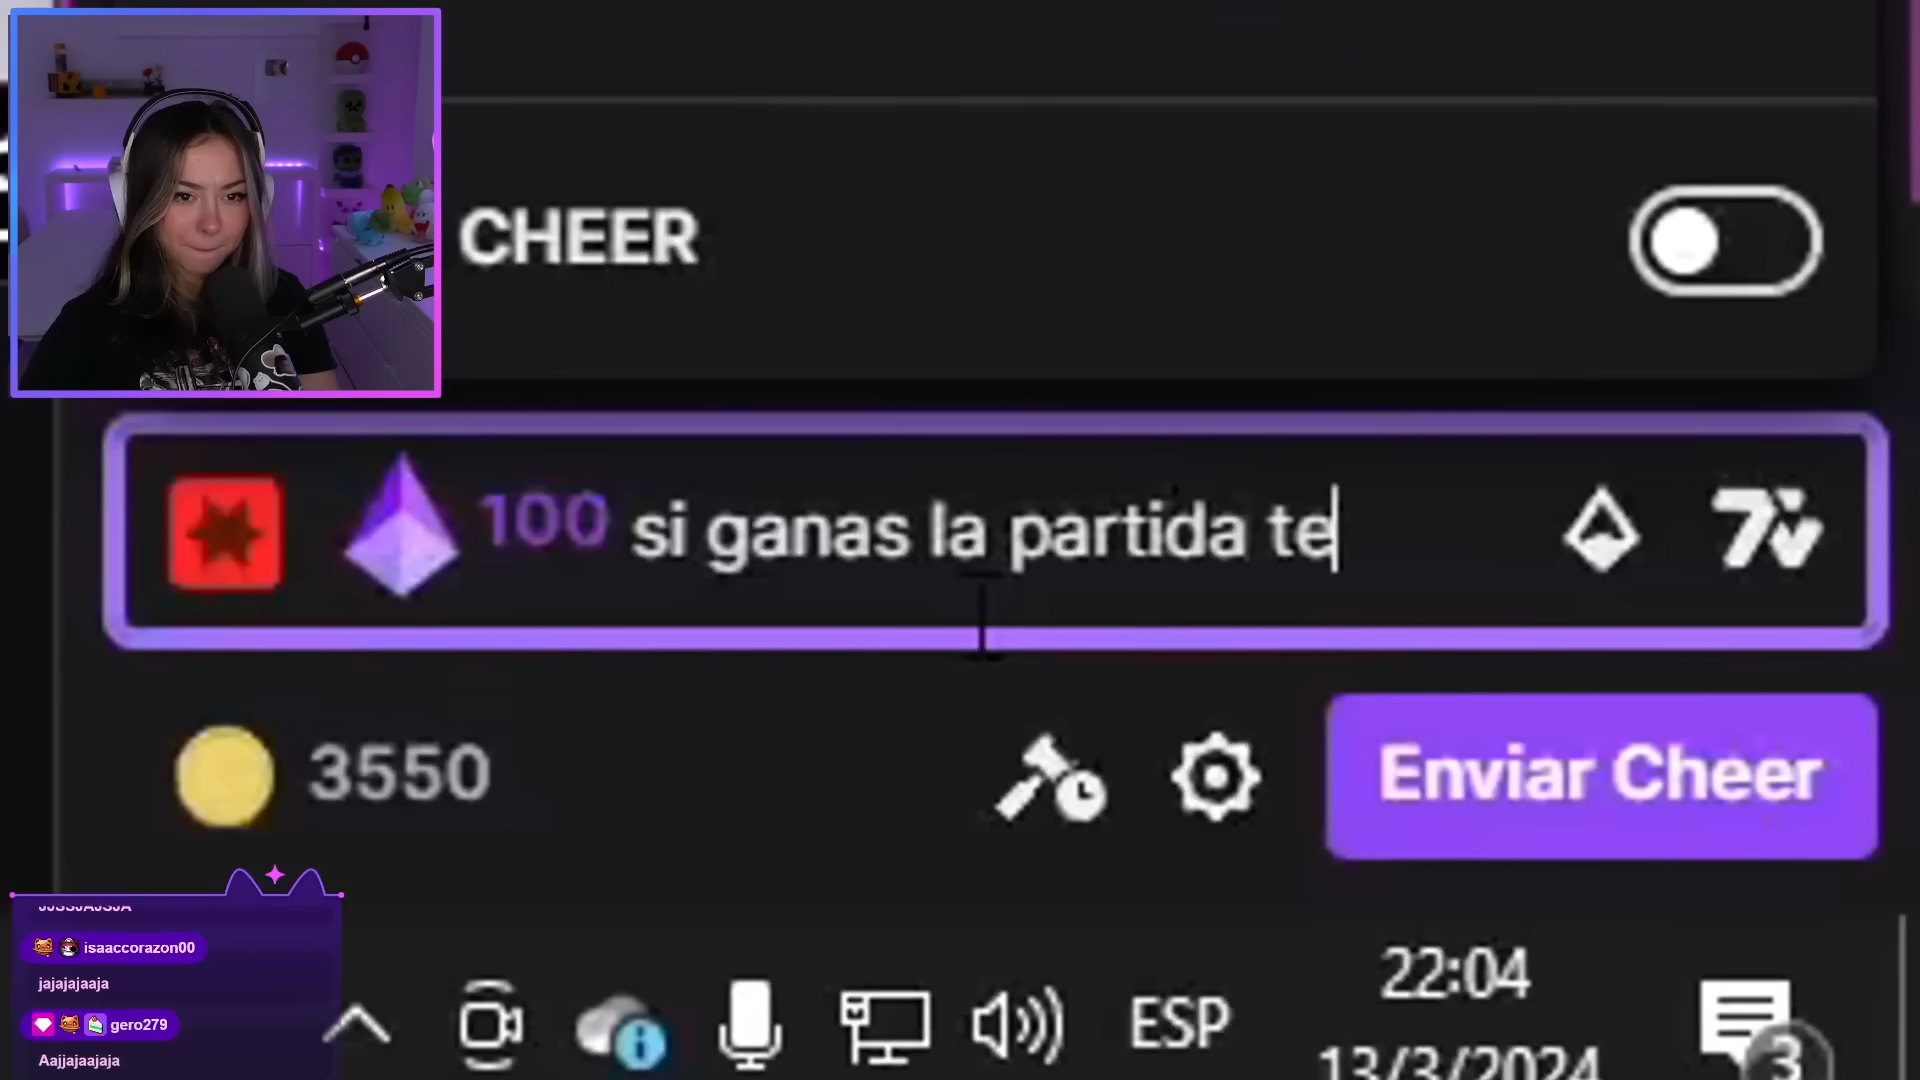 CHEER
100 si ganas la partida te
3550
Enviar Cheer
JJSSJAJSJA
isaaccorazon00
jajajajaaja
gero279
Aajjajaajaja
ESP
22:04
13/3/2024
3